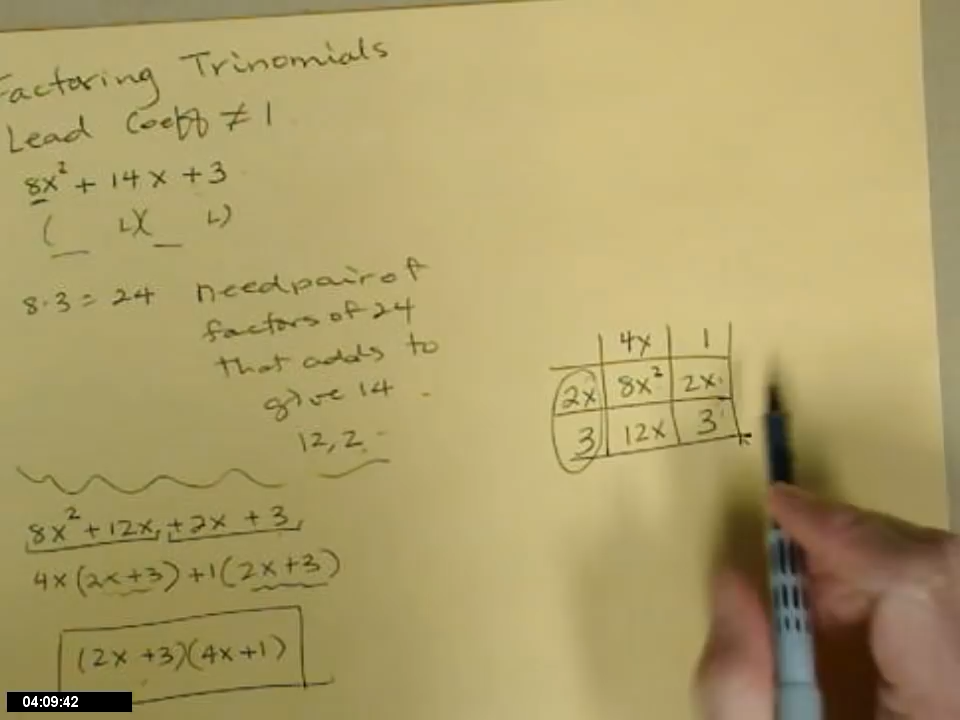 Factoring Trinomials
Lead Coeff ≠ 1
8x² + 14x + 3
(__ )(__ )
8·3 = 24 need pair of
factors of 24
that adds to
give 14
12, 2
8x² + 12x + 2x + 3
4x(2x+3) + 1(2x+3)
(2x +3)(4x+1)
4x 1
2x 8x² 2x
3 12x 3
04:09:42